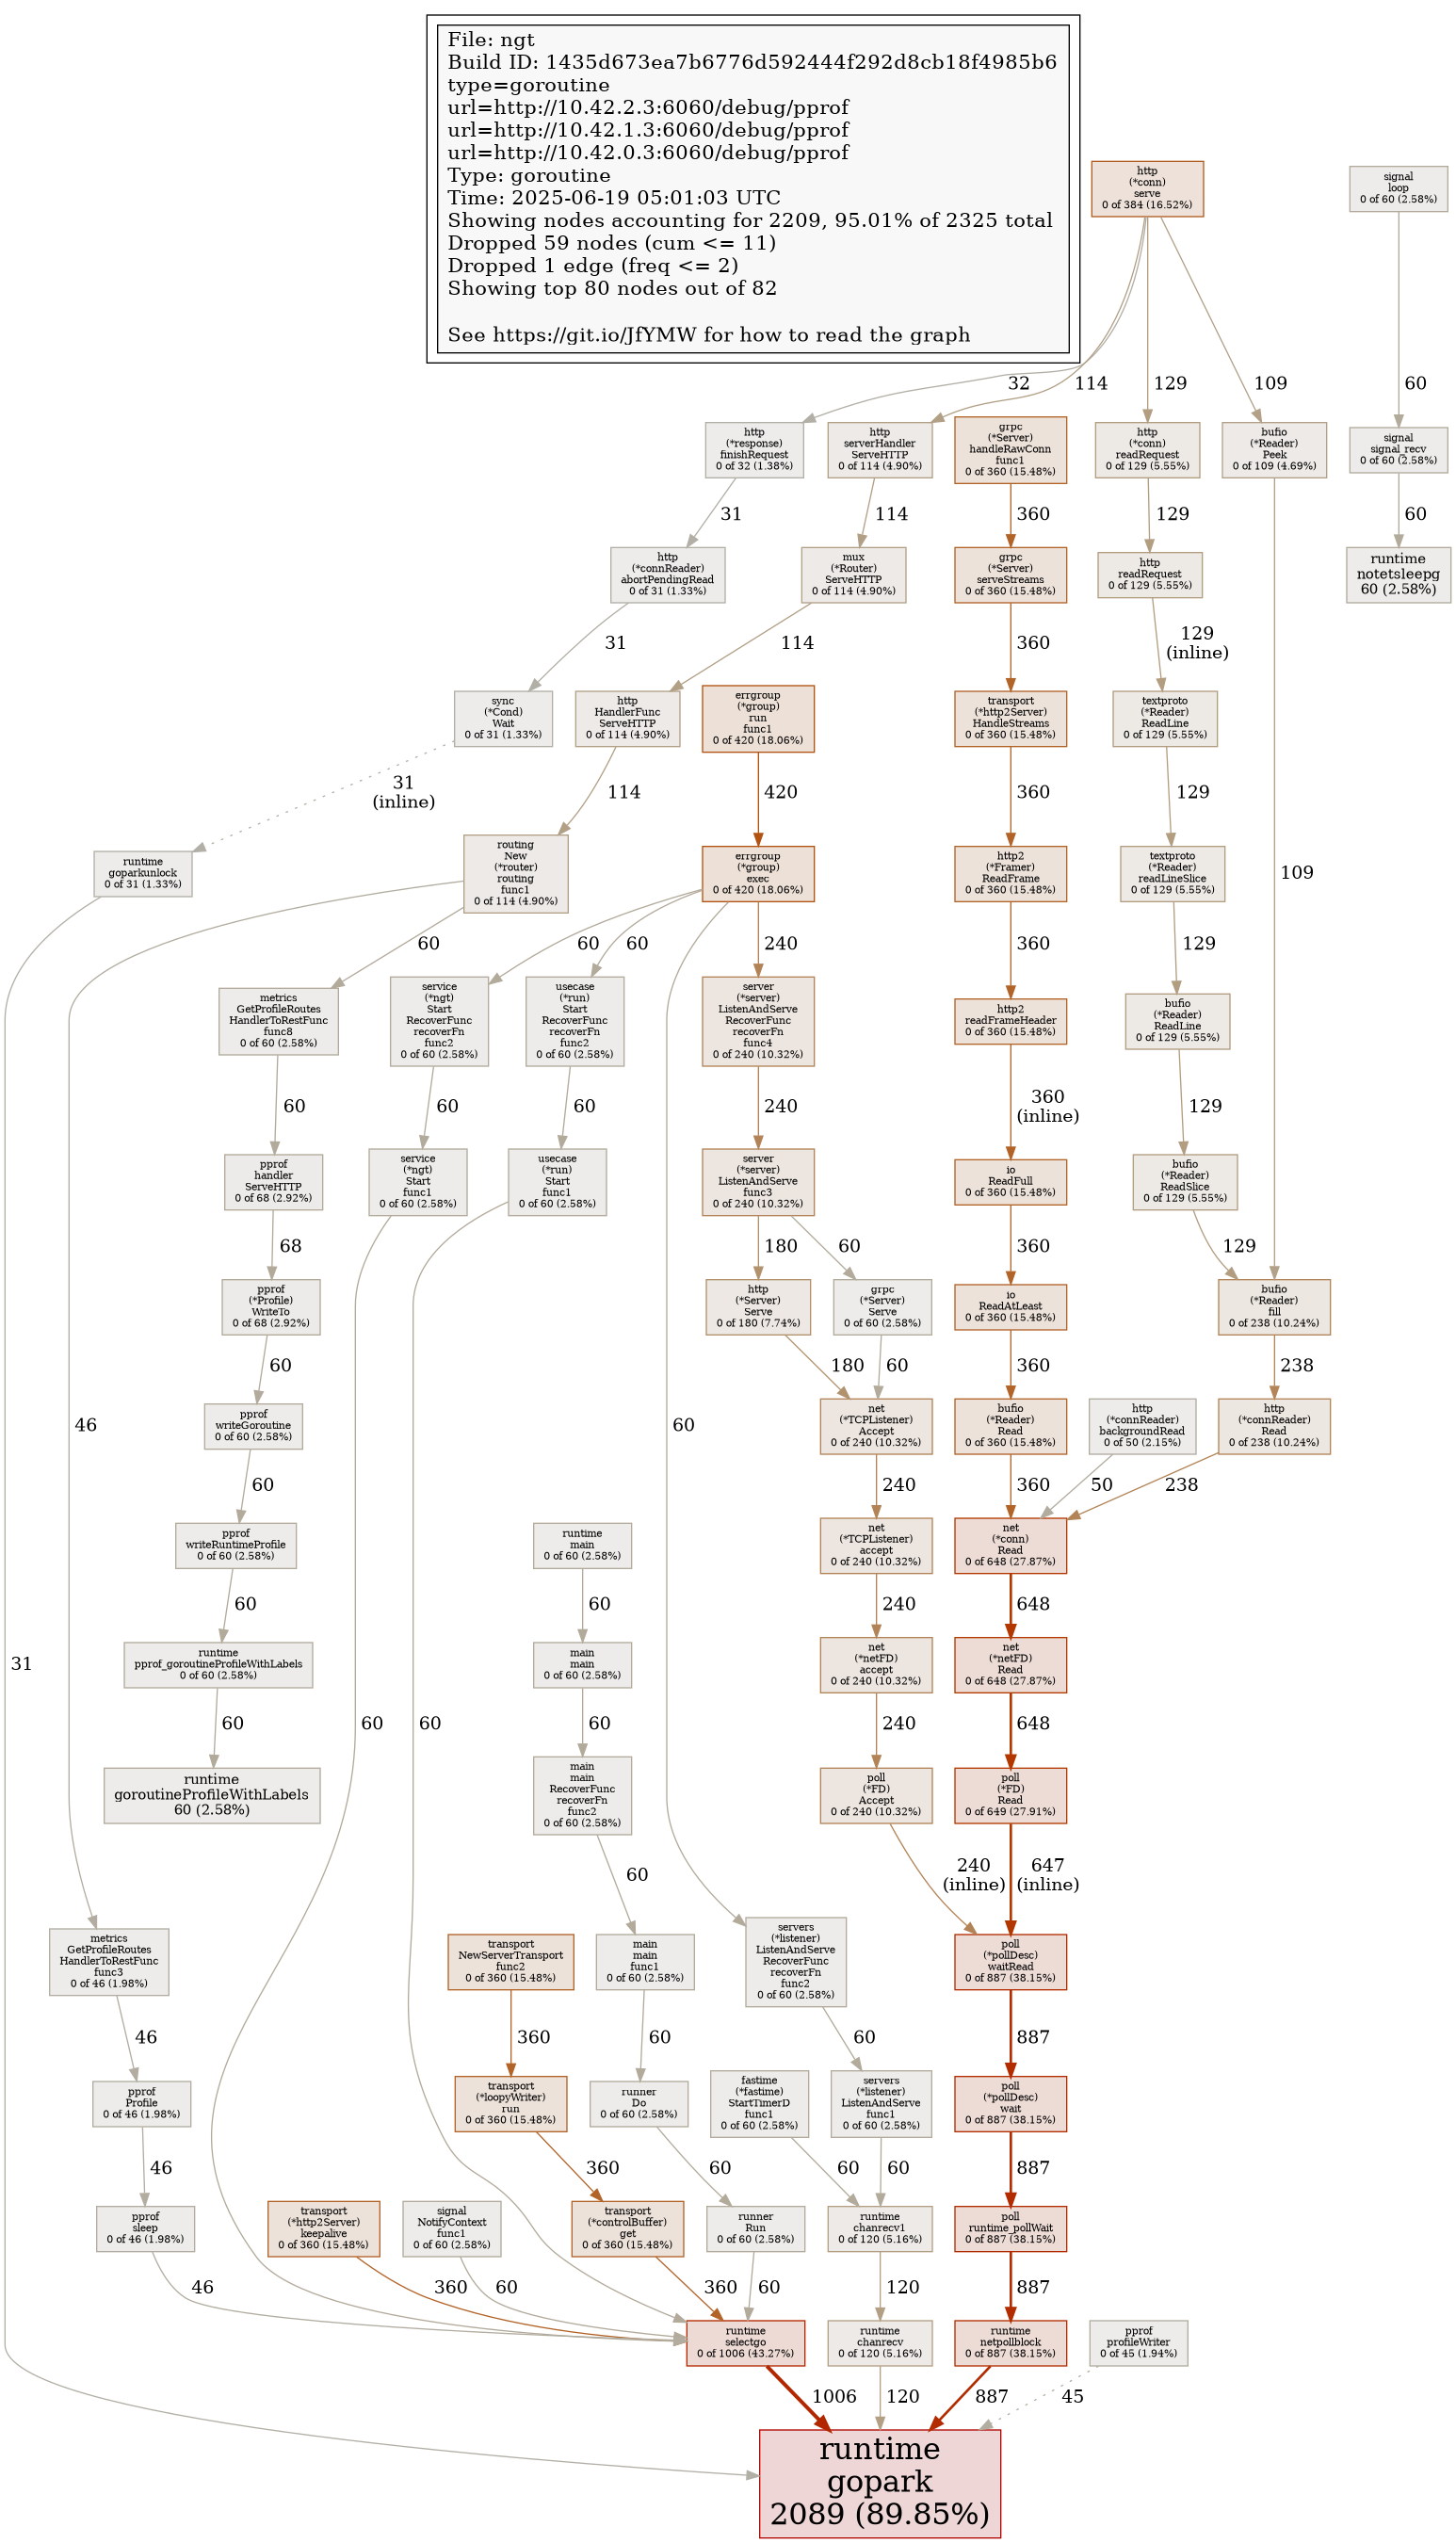 File: ngt
Build ID: 1435d673ea7b6776d592444f292d8cb18f4985b6
type=goroutine
url=http://10.42.2.3:6060/debug/pprof
url=http://10.42.1.3:6060/debug/pprof
url=http://10.42.0.3:6060/debug/pprof
Type: goroutine
Time: 2025-06-19 05:01:03 UTC
Showing nodes accounting for 2209, 95.01% of 2325 total
Dropped 59 nodes (cum <= 11)
Dropped 1 edge (freq <= 2)
Showing top 80 nodes out of 82
See https://git.io/JfYMW for how to read the graph
http
(*conn)
serve
0 of 384 (16.52%)
signal
loop
0 of 60 (2.58%)
32
114
129
109
60
http
(*response)
finishRequest
0 of 32 (1.38%)
http
serverHandler
ServeHTTP
0 of 114 (4.90%)
grpc
(*Server)
handleRawConn
func1
0 of 360 (15.48%)
http
(*conn)
readRequest
0 of 129 (5.55%)
bufio
(*Reader)
Peek
0 of 109 (4.69%)
signal
signal_recv
0 of 60 (2.58%)
31
114
360
129
60
http
(*connReader)
abortPendingRead
0 of 31 (1.33%)
mux
(*Router)
ServeHTTP
0 of 114 (4.90%)
grpc
(*Server)
serveStreams
0 of 360 (15.48%)
http
readRequest
0 of 129 (5.55%)
runtime
notetsleepg
60 (2.58%)
31
114
360
129
(inline)
sync
(*Cond)
Wait
0 of 31 (1.33%)
http
HandlerFunc
ServeHTTP
0 of 114 (4.90%)
errgroup
(*group)
run
func1
0 of 420 (18.06%)
transport
(*http2Server)
HandleStreams
0 of 360 (15.48%)
textproto
(*Reader)
ReadLine
0 of 129 (5.55%)
31
(inline)
114
420
360
129
runtime
goparkunlock
0 of 31 (1.33%)
routing
New
(*router)
routing
func1
0 of 114 (4.90%)
errgroup
(*group)
exec
0 of 420 (18.06%)
http2
(*Framer)
ReadFrame
0 of 360 (15.48%)
textproto
(*Reader)
readLineSlice
0 of 129 (5.55%)
109
60
60
60
240
360
129
metrics
GetProfileRoutes
HandlerToRestFunc
func8
0 of 60 (2.58%)
service
(*ngt)
Start
RecoverFunc
recoverFn
func2
0 of 60 (2.58%)
usecase
(*run)
Start
RecoverFunc
recoverFn
func2
0 of 60 (2.58%)
server
(*server)
ListenAndServe
RecoverFunc
recoverFn
func4
0 of 240 (10.32%)
http2
readFrameHeader
0 of 360 (15.48%)
bufio
(*Reader)
ReadLine
0 of 129 (5.55%)
60
60
60
240
360
(inline)
129
pprof
handler
ServeHTTP
0 of 68 (2.92%)
service
(*ngt)
Start
func1
0 of 60 (2.58%)
usecase
(*run)
Start
func1
0 of 60 (2.58%)
server
(*server)
ListenAndServe
func3
0 of 240 (10.32%)
io
ReadFull
0 of 360 (15.48%)
bufio
(*Reader)
ReadSlice
0 of 129 (5.55%)
68
180
60
360
129
pprof
(*Profile)
WriteTo
0 of 68 (2.92%)
http
(*Server)
Serve
0 of 180 (7.74%)
grpc
(*Server)
Serve
0 of 60 (2.58%)
io
ReadAtLeast
0 of 360 (15.48%)
bufio
(*Reader)
fill
0 of 238 (10.24%)
60
180
60
360
238
46
pprof
writeGoroutine
0 of 60 (2.58%)
60
net
(*TCPListener)
Accept
0 of 240 (10.32%)
bufio
(*Reader)
Read
0 of 360 (15.48%)
http
(*connReader)
backgroundRead
0 of 50 (2.15%)
http
(*connReader)
Read
0 of 238 (10.24%)
60
240
360
50
238
pprof
writeRuntimeProfile
0 of 60 (2.58%)
runtime
main
0 of 60 (2.58%)
net
(*TCPListener)
accept
0 of 240 (10.32%)
net
(*conn)
Read
0 of 648 (27.87%)
60
60
240
648
31
runtime
pprof_goroutineProfileWithLabels
0 of 60 (2.58%)
main
main
0 of 60 (2.58%)
net
(*netFD)
accept
0 of 240 (10.32%)
net
(*netFD)
Read
0 of 648 (27.87%)
60
60
60
60
240
648
runtime
goroutineProfileWithLabels
60 (2.58%)
main
main
RecoverFunc
recoverFn
func2
0 of 60 (2.58%)
poll
(*FD)
Accept
0 of 240 (10.32%)
poll
(*FD)
Read
0 of 649 (27.91%)
60
240
(inline)
647
(inline)
metrics
GetProfileRoutes
HandlerToRestFunc
func3
0 of 46 (1.98%)
transport
NewServerTransport
func2
0 of 360 (15.48%)
main
main
func1
0 of 60 (2.58%)
servers
(*listener)
ListenAndServe
RecoverFunc
recoverFn
func2
0 of 60 (2.58%)
poll
(*pollDesc)
waitRead
0 of 887 (38.15%)
46
360
60
60
887
pprof
Profile
0 of 46 (1.98%)
transport
(*loopyWriter)
run
0 of 360 (15.48%)
runner
Do
0 of 60 (2.58%)
fastime
(*fastime)
StartTimerD
func1
0 of 60 (2.58%)
servers
(*listener)
ListenAndServe
func1
0 of 60 (2.58%)
poll
(*pollDesc)
wait
0 of 887 (38.15%)
46
360
60
60
60
887
pprof
sleep
0 of 46 (1.98%)
transport
(*http2Server)
keepalive
0 of 360 (15.48%)
signal
NotifyContext
func1
0 of 60 (2.58%)
transport
(*controlBuffer)
get
0 of 360 (15.48%)
runner
Run
0 of 60 (2.58%)
runtime
chanrecv1
0 of 120 (5.16%)
poll
runtime_pollWait
0 of 887 (38.15%)
46
360
60
360
60
120
887
runtime
selectgo
0 of 1006 (43.27%)
runtime
chanrecv
0 of 120 (5.16%)
runtime
netpollblock
0 of 887 (38.15%)
pprof
profileWriter
0 of 45 (1.94%)
1006
120
887
45
runtime
gopark
2089 (89.85%)